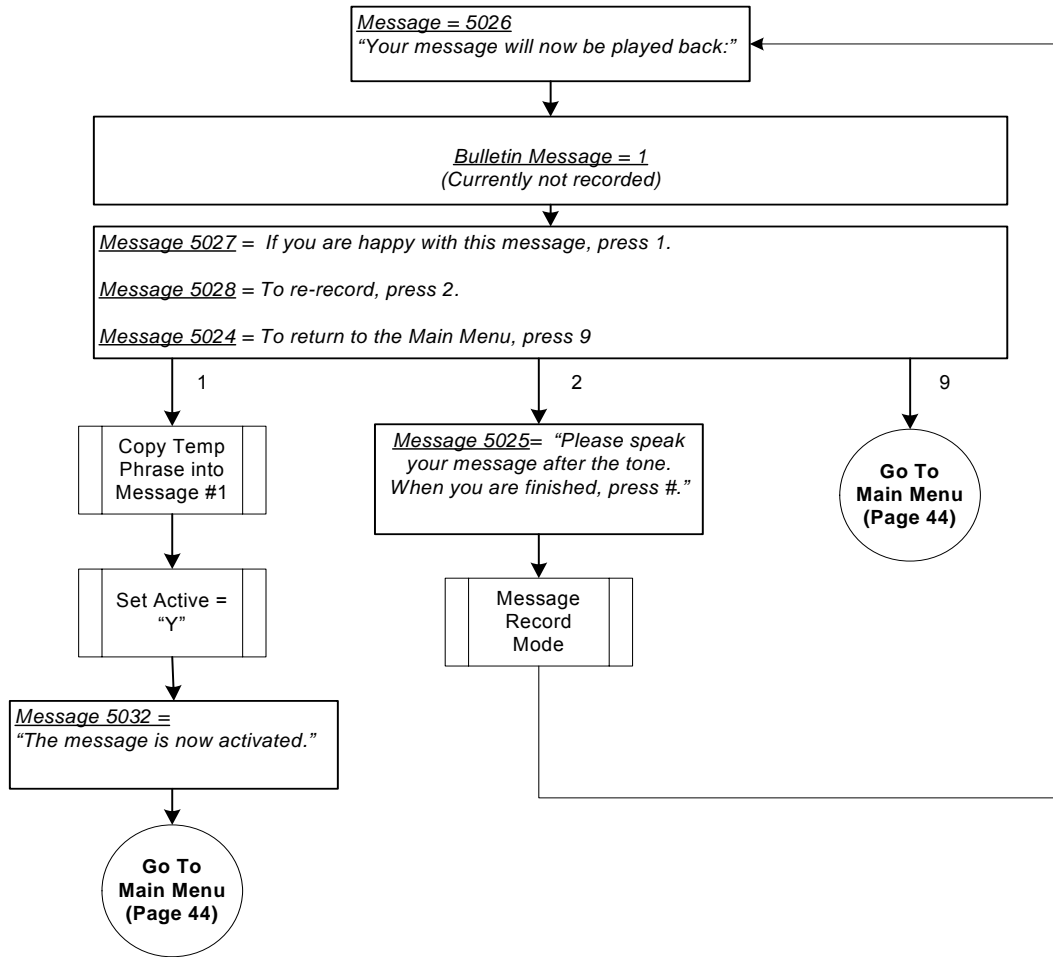 Message = 5026
“Your message will now be played back:”
Bulletin Message = 1
(Currently not recorded)
Message 5027 = If you are happy with this message, press 1.
Message 5028 = To re-record, press 2.
Message 5024 = To return to the Main Menu, press 9
1
2
9
Copy Temp
Phrase into
Message #1
Message 5025= “Please speak
your message after the tone.
When you are finished, press #.”
Go To
Main Menu
(Page 44)
Set Active =
“Y”
Message
Record
Mode
Message 5032 =
“The message is now activated.”
Go To
Main Menu
(Page 44)